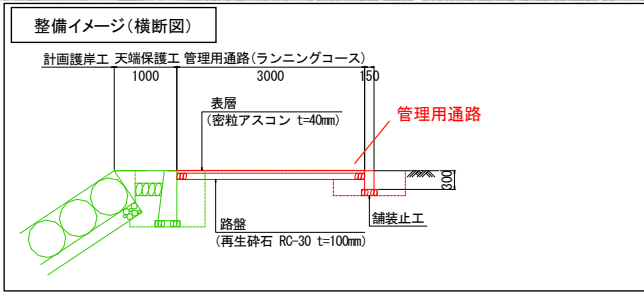 整備イメージ(横断図)
計画護岸工 天端保護工 管理用通路(ランニングコース)
1000 3000 150
表層
(密粒アスコン t=40mm)
管理用通路
300
路盤
(再生砕石 RC-30 t=100mm)
舗装止工